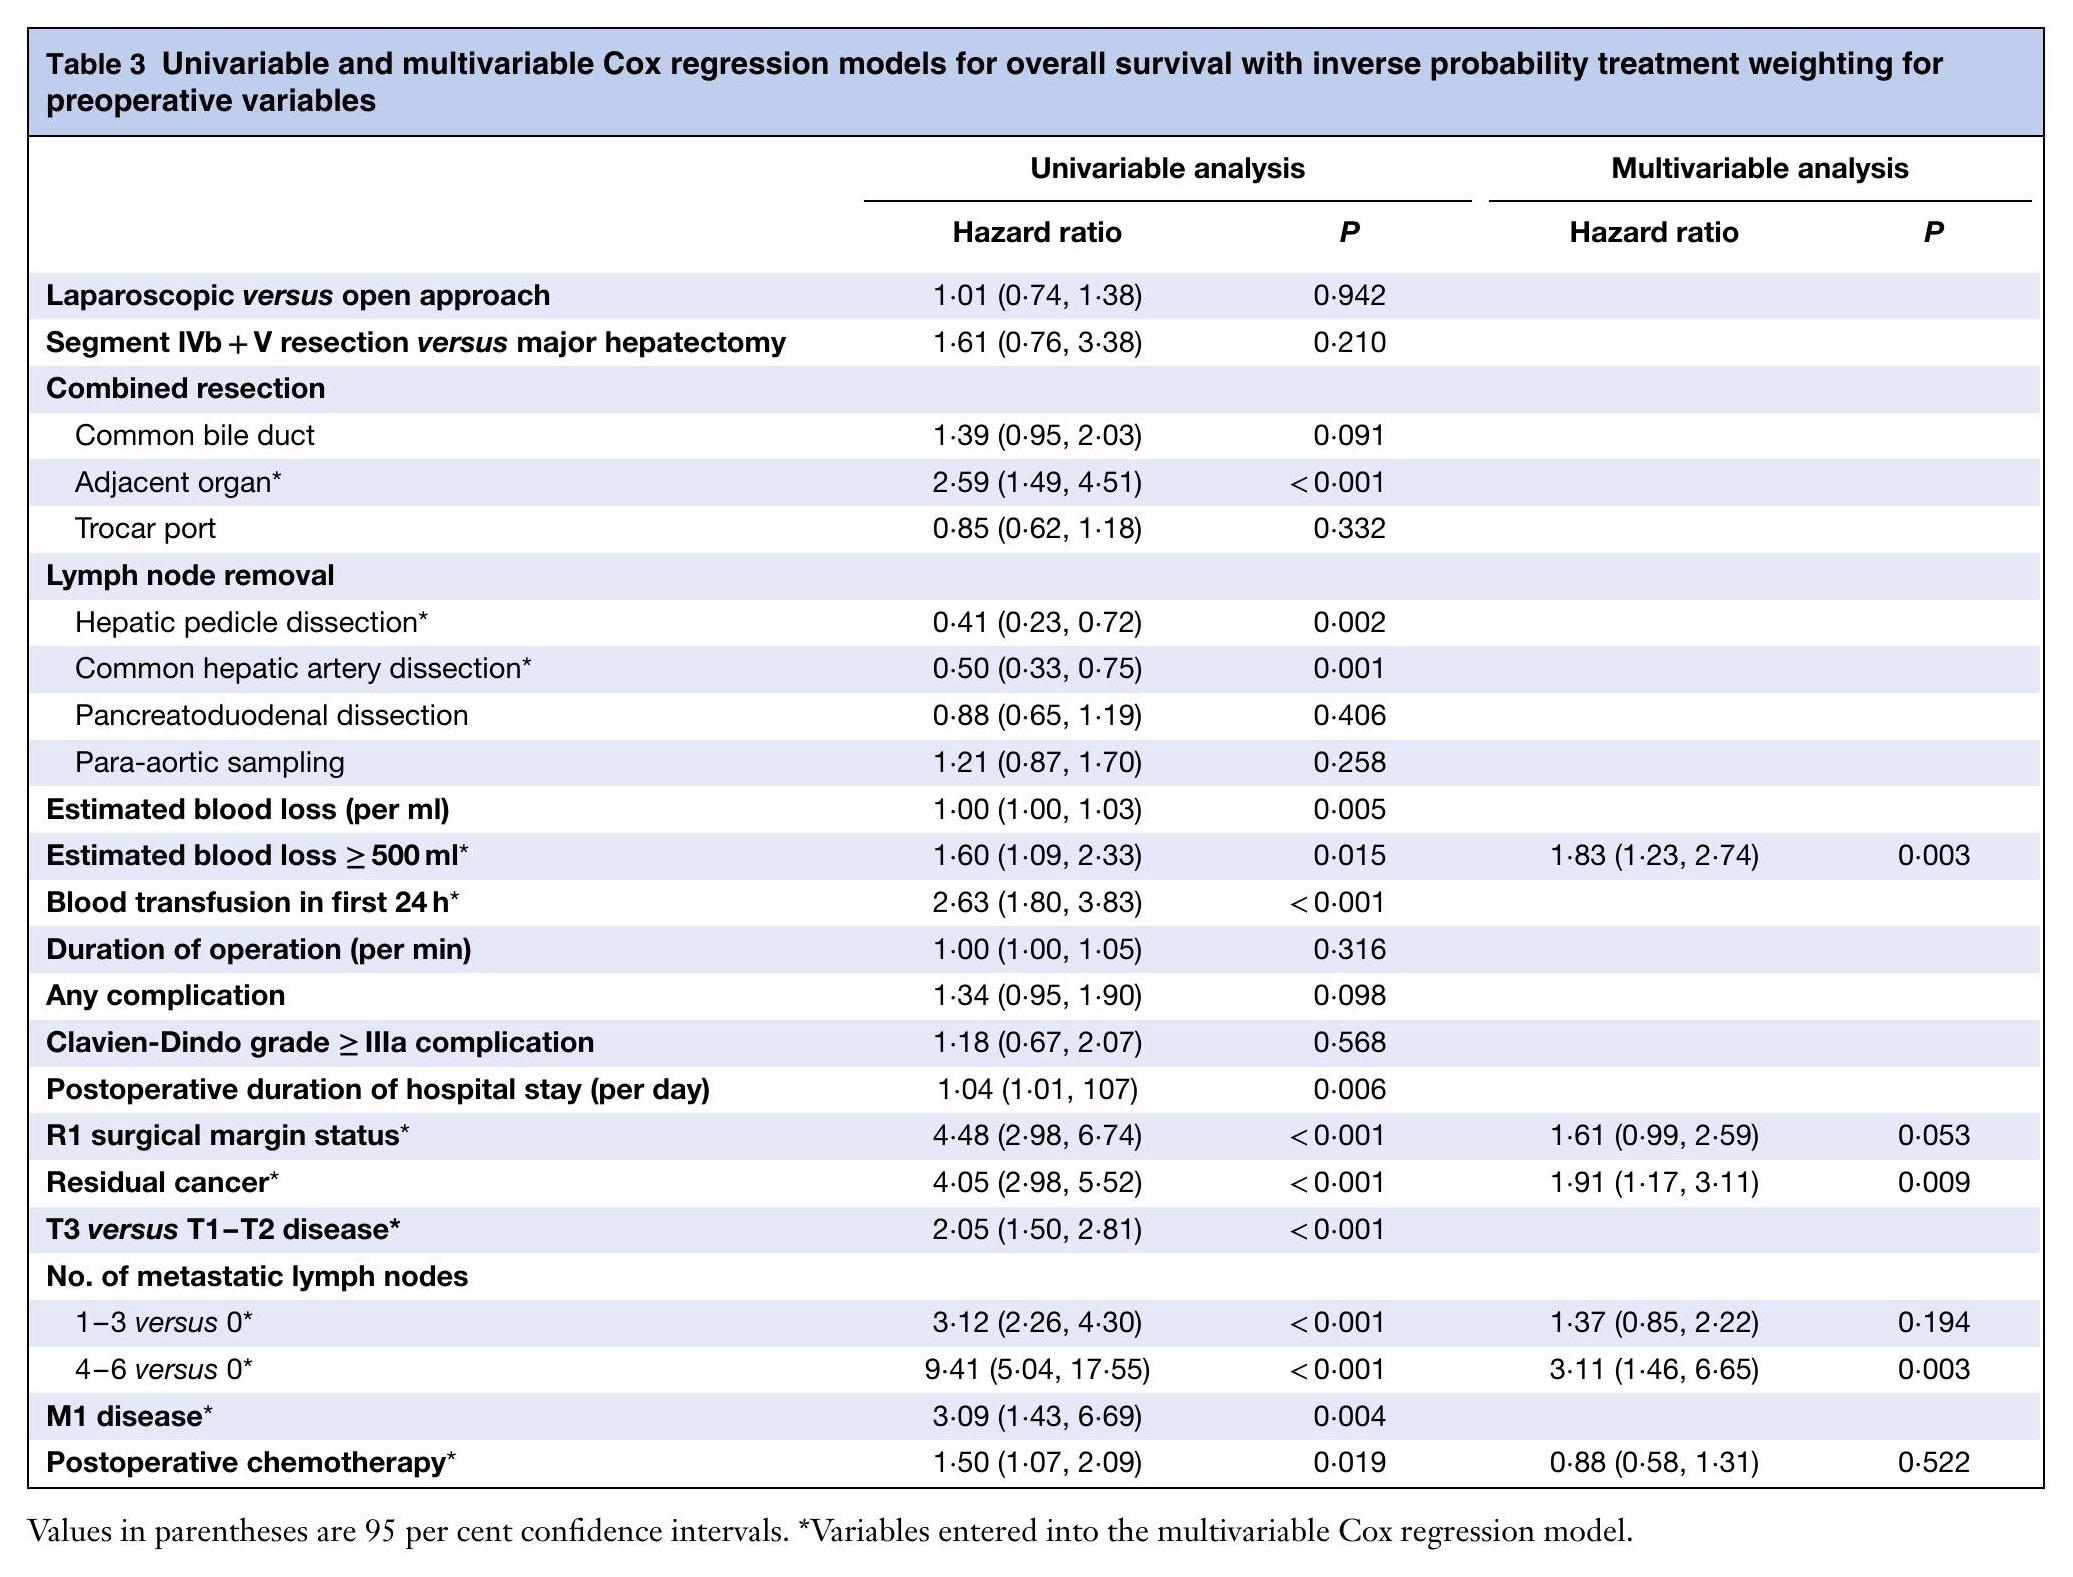 Table 3 Univariable and multivariable Cox regression models for overall survival with inverse probability treatment weighting for
preoperative variables
Univariable analysis Multivariable analysis
Hazard ratio P Hazard ratio P
Laparoscopic versus open approach 1·01 (0·74, 1·38) 0·942
Segment IVb + V resection versus major hepatectomy 1·61 (0·76, 3·38) 0·210
Combined resection
Common bile duct 1·39 (0·95, 2·03) 0·091
Adjacent organ* 2·59 (1·49, 4·51) < 0·001
Trocar port 0·85 (0·62, 1·18) 0·332
Lymph node removal
Hepatic pedicle dissection* 0·41 (0·23, 0·72) 0·002
Common hepatic artery dissection* 0·50 (0·33, 0·75) 0·001
Pancreatoduodenal dissection 0·88 (0·65, 1·19) 0·406
Para-aortic sampling 1·21 (0·87, 1·70) 0·258
Estimated blood loss (per ml) 1·00 (1·00, 1·03) 0·005
Estimated blood loss ≥ 500 ml* 1·60 (1·09, 2·33) 0·015 1·83 (1·23, 2·74) 0·003
Blood transfusion in first 24 h* 2·63 (1·80, 3·83) < 0·001
Duration of operation (per min) 1·00 (1·00, 1·05) 0·316
Any complication 1·34 (0·95, 1·90) 0·098
Clavien-Dindo grade ≥ IIIa complication 1·18 (0·67, 2·07) 0·568
Postoperative duration of hospital stay (per day) 1·04 (1·01, 107) 0·006
R1 surgical margin status* 4·48 (2·98, 6·74) < 0·001 1·61 (0·99, 2·59) 0·053
Residual cancer* 4·05 (2·98, 5·52) < 0·001 1·91 (1·17, 3·11) 0·009
T3 versus T1–T2 disease* 2·05 (1·50, 2·81) < 0·001
No. of metastatic lymph nodes
1–3 versus 0* 3·12 (2·26, 4·30) < 0·001 1·37 (0·85, 2·22) 0·194
4–6 versus 0* 9·41 (5·04, 17·55) < 0·001 3·11 (1·46, 6·65) 0·003
M1 disease* 3·09 (1·43, 6·69) 0·004
Postoperative chemotherapy* 1·50 (1·07, 2·09) 0·019 0·88 (0·58, 1·31) 0·522
Values in parentheses are 95 per cent confidence intervals. *Variables entered into the multivariable Cox regression model.